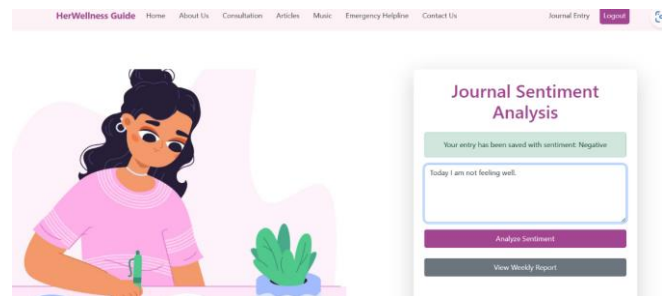 HerWellness Guide Home About Us Consultation Articles Music Emergency Helpline Contact Us Journal Entry Logout
Journal Sentiment
Analysis
Your entry has been saved with sentiment: Negative
Today I am not feeling well.
Analyze Sentiment
View Weekly Report